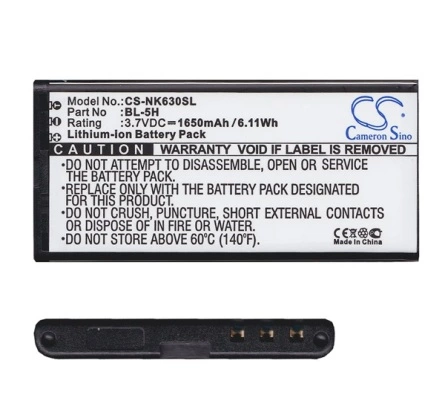 Model No.: CS-NK630SL
Part No.: BL-5H
Rating : 3.7VDC⎓1650mAh/6.11Wh
Lithium-Ion Battery Pack
CS
Cameron Sino
CAUTION WARRANTY VOID IF LABEL REMOVED
•DO NOT ATTEMPT TO DISASSEMBLE, OPEN OR SERVICE
THE BATTERY PACK
•REPLACE ONLY WITH THE BATTERY PACK DESIGNED
FOR THIS PRODUCT
•DO NOT CRUSH, PUNCTURE, SHORT EXTERNAL CONTACTS
OR DISPOSE OF IN FIRE OR WATER
•DO NOT STORE ABOVE 60°C (140°F)
CE
Made In China